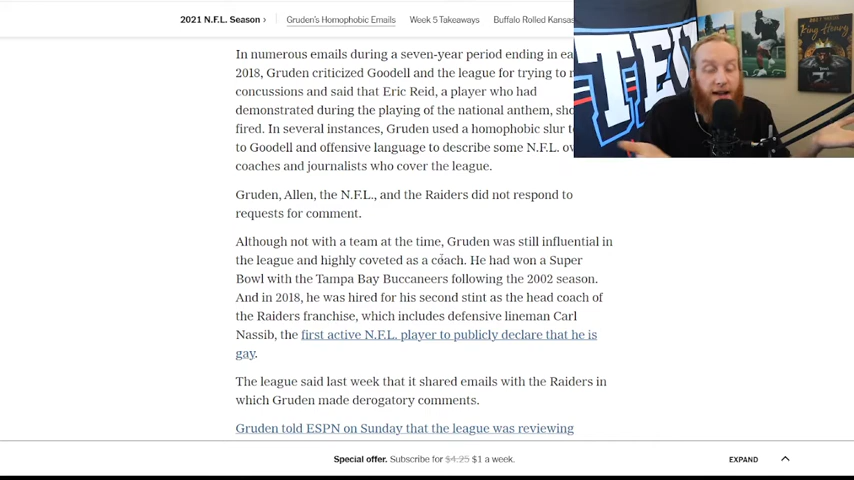 2021 N.F.L. Season › Gruden's Homophobic Emails Week 5 Takeaways Buffalo Rolled Kansas
In numerous emails during a seven-year period ending in ea
2018, Gruden criticized Goodell and the league for trying to
concussions and said that Eric Reid, a player who had
demonstrated during the playing of the national anthem, sho
fired. In several instances, Gruden used a homophobic slur t
to Goodell and offensive language to describe some N.F.L. ov
coaches and journalists who cover the league.
Gruden, Allen, the N.F.L., and the Raiders did not respond to
requests for comment.
Although not with a team at the time, Gruden was still influential in
the league and highly coveted as a coach. He had won a Super
Bowl with the Tampa Bay Buccaneers following the 2002 season.
And in 2018, he was hired for his second stint as the head coach of
the Raiders franchise, which includes defensive lineman Carl
Nassib, the first active N.F.L. player to publicly declare that he is
gay.
The league said last week that it shared emails with the Raiders in
which Gruden made derogatory comments.
Gruden told ESPN on Sunday that the league was reviewing
Special offer. Subscribe for $4.25 $1 a week.
EXPAND
TE
King Henry